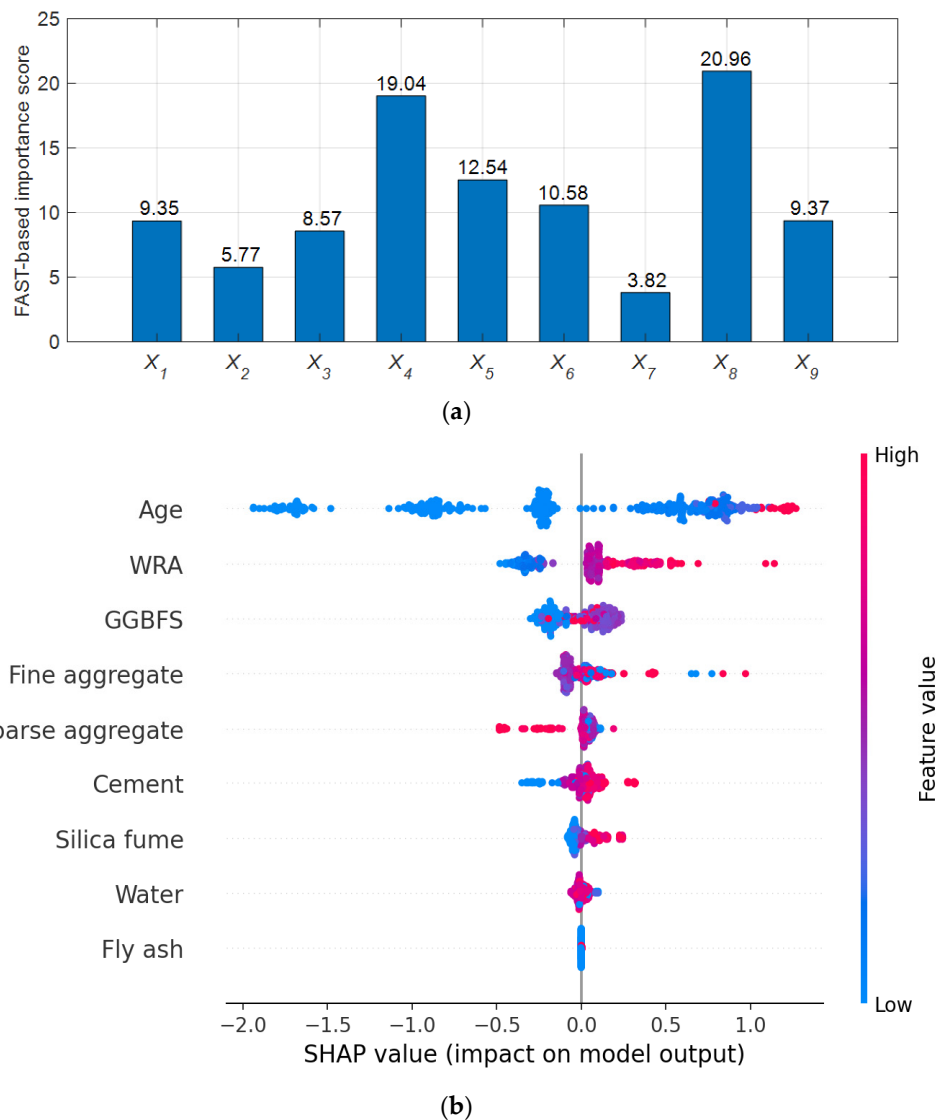 25
20
15
10
5
0
FAST-based importance score
9.35
5.77
8.57
19.04
12.54
10.58
3.82
20.96
9.37
X1 X2 X3 X4 X5 X6 X7 X8 X9
(a)
High
Age
WRA
GGBFS
Fine aggregate
oarse aggregate
Cement
Silica fume
Water
Fly ash
Feature value
Low
−2.0 −1.5 −1.0 −0.5 0.0 0.5 1.0
SHAP value (impact on model output)
(b)